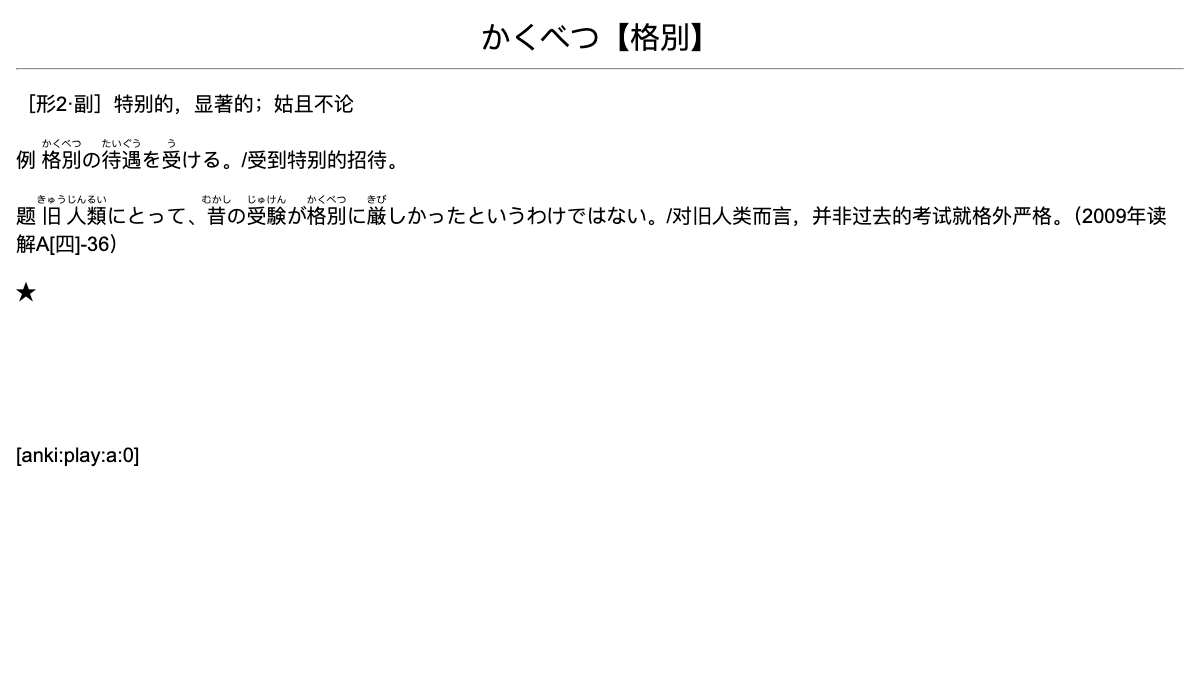 かくべつ【格別】
［形2·副］特别的，显著的；姑且不论
かくべつ たいぐう う
例 格別の待遇を受ける。/受到特别的招待。
きゅうじんるい むかし じゅけん かくべつ きび
题 旧 人類にとって、昔の受験が格別に厳しかったというわけではない。/对旧人类而言，并非过去的考试就格外严格。（2009年读
解A[四]-36）
★
[anki:play:a:0]